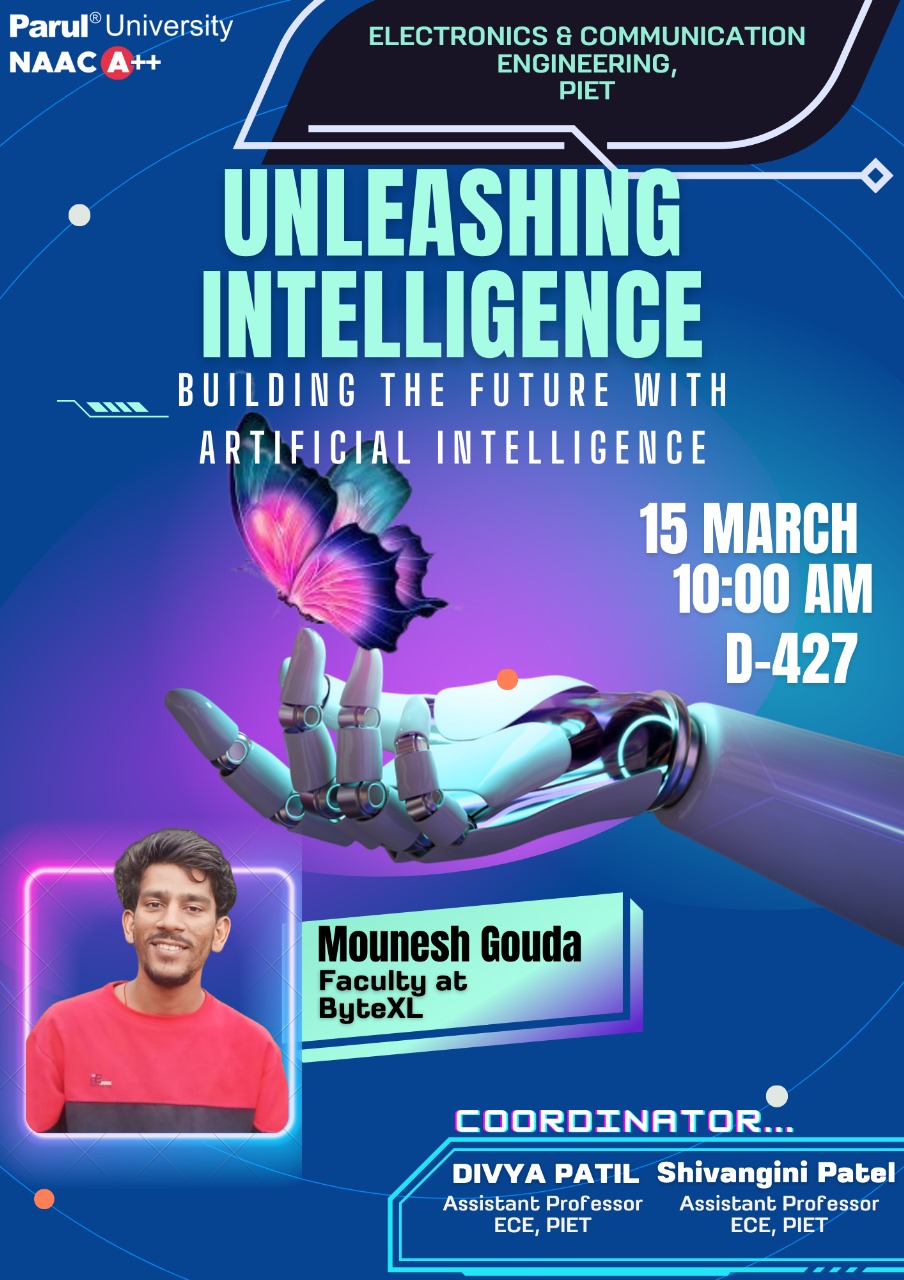 Parul® University
NAAC A++
ELECTRONICS & COMMUNICATION
ENGINEERING,
PIET
UNLEASHING
INTELLIGENCE
BUILDING THE FUTURE WITH
ARTIFICIAL INTELLIGENCE
15 MARCH
10:00 AM
D-427
Mounesh Gouda
Faculty at
ByteXL
COORDINATOR...
DIVYA PATIL
Assistant Professor
ECE, PIET
Shivangini Patel
Assistant Professor
ECE, PIET